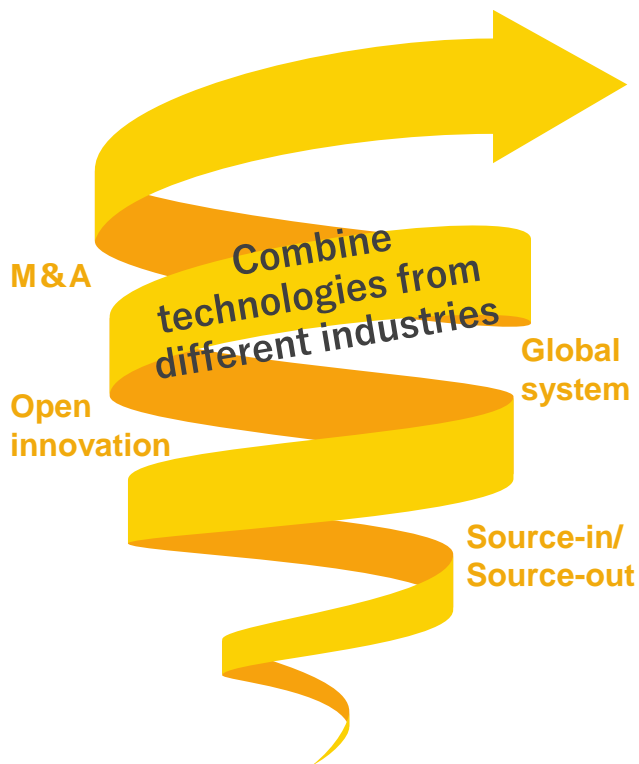 Combine
technologies from
different industries
M&A
Global
system
Open
innovation
Source-in/
Source-out